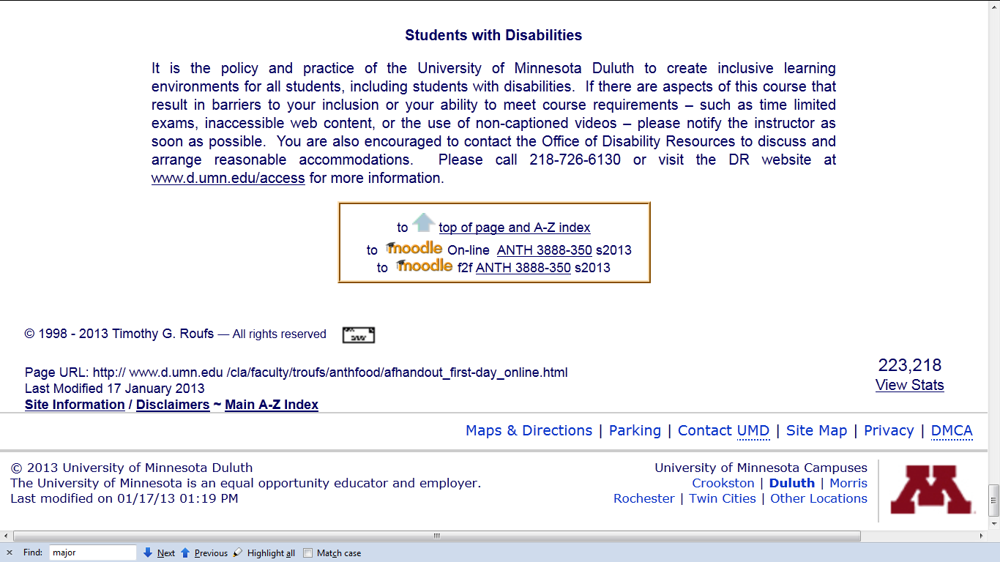 Students with Disabilities
It is the policy and practice of the University of Minnesota Duluth to create inclusive learning
environments for all students, including students with disabilities.  If there are aspects of this course that
result in barriers to your inclusion or your ability to meet course requirements – such as time limited
exams, inaccessible web content, or the use of non-captioned videos – please notify the instructor as
soon as possible.  You are also encouraged to contact the Office of Disability Resources to discuss and
arrange reasonable accommodations.  Please call 218-726-6130 or visit the DR website at
www.d.umn.edu/access for more information.
to top of page and A-Z index
to moodle On-line ANTH 3888-350 s2013
to moodle f2f ANTH 3888-350 s2013
© 1998 - 2013 Timothy G. Roufs — All rights reserved
Page URL: http:// www.d.umn.edu /cla/faculty/troufs/anthfood/afhandout_first-day_online.html
Last Modified 17 January 2013
Site Information / Disclaimers ~ Main A-Z Index
223,218
View Stats
Maps & Directions | Parking | Contact UMD | Site Map | Privacy | DMCA
© 2013 University of Minnesota Duluth
The University of Minnesota is an equal opportunity educator and employer.
Last modified on 01/17/13 01:19 PM
University of Minnesota Campuses
Crookston | Duluth | Morris
Rochester | Twin Cities | Other Locations
M
× Find: major Next Previous Highlight all Match case